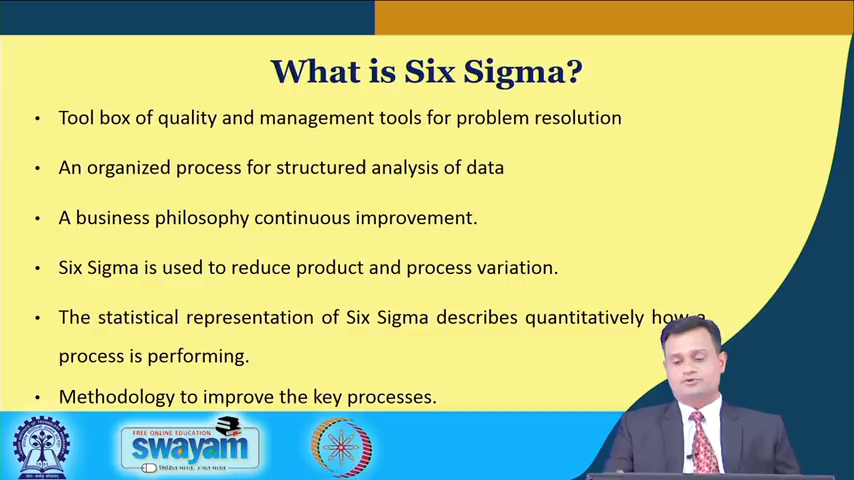 What is Six Sigma?
• Tool box of quality and management tools for problem resolution
• An organized process for structured analysis of data
• A business philosophy continuous improvement.
• Six Sigma is used to reduce product and process variation.
• The statistical representation of Six Sigma describes quantitatively how a
process is performing.
• Methodology to improve the key processes.
FREE ONLINE EDUCATION
swayam